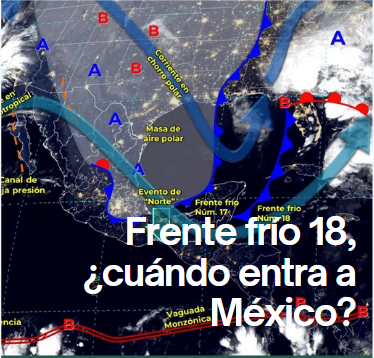 B
B
A
Corriente en
chorro polar
A
A
B
A
B
en
tropical
Masa de
aire polar
A
Canal de
ja presión
Evento de
"Norte"
Frente frío
Núm. 17
Frente frío
Núm. 18
Frente frío 18,
¿cuándo entra a
México?
B
Vaguada
Monzónica
encia
B
B